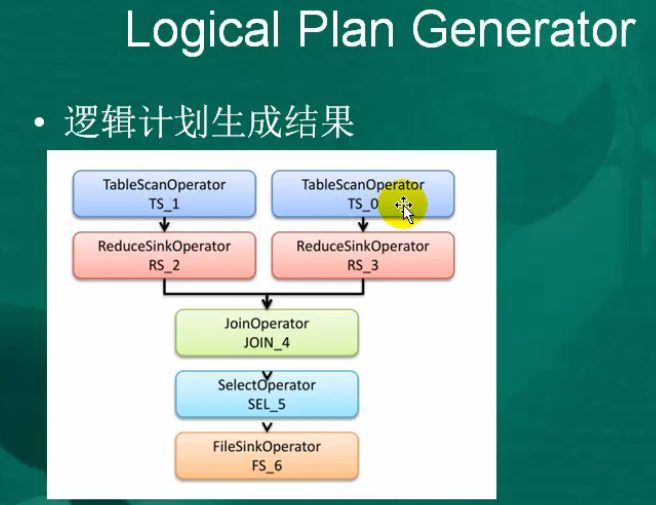 Logical Plan Generator
• 逻辑计划生成结果
TableScanOperator
TS_1
TableScanOperator
TS_0
ReduceSinkOperator
RS_2
ReduceSinkOperator
RS_3
JoinOperator
JOIN_4
SelectOperator
SEL_5
FileSinkOperator
FS_6